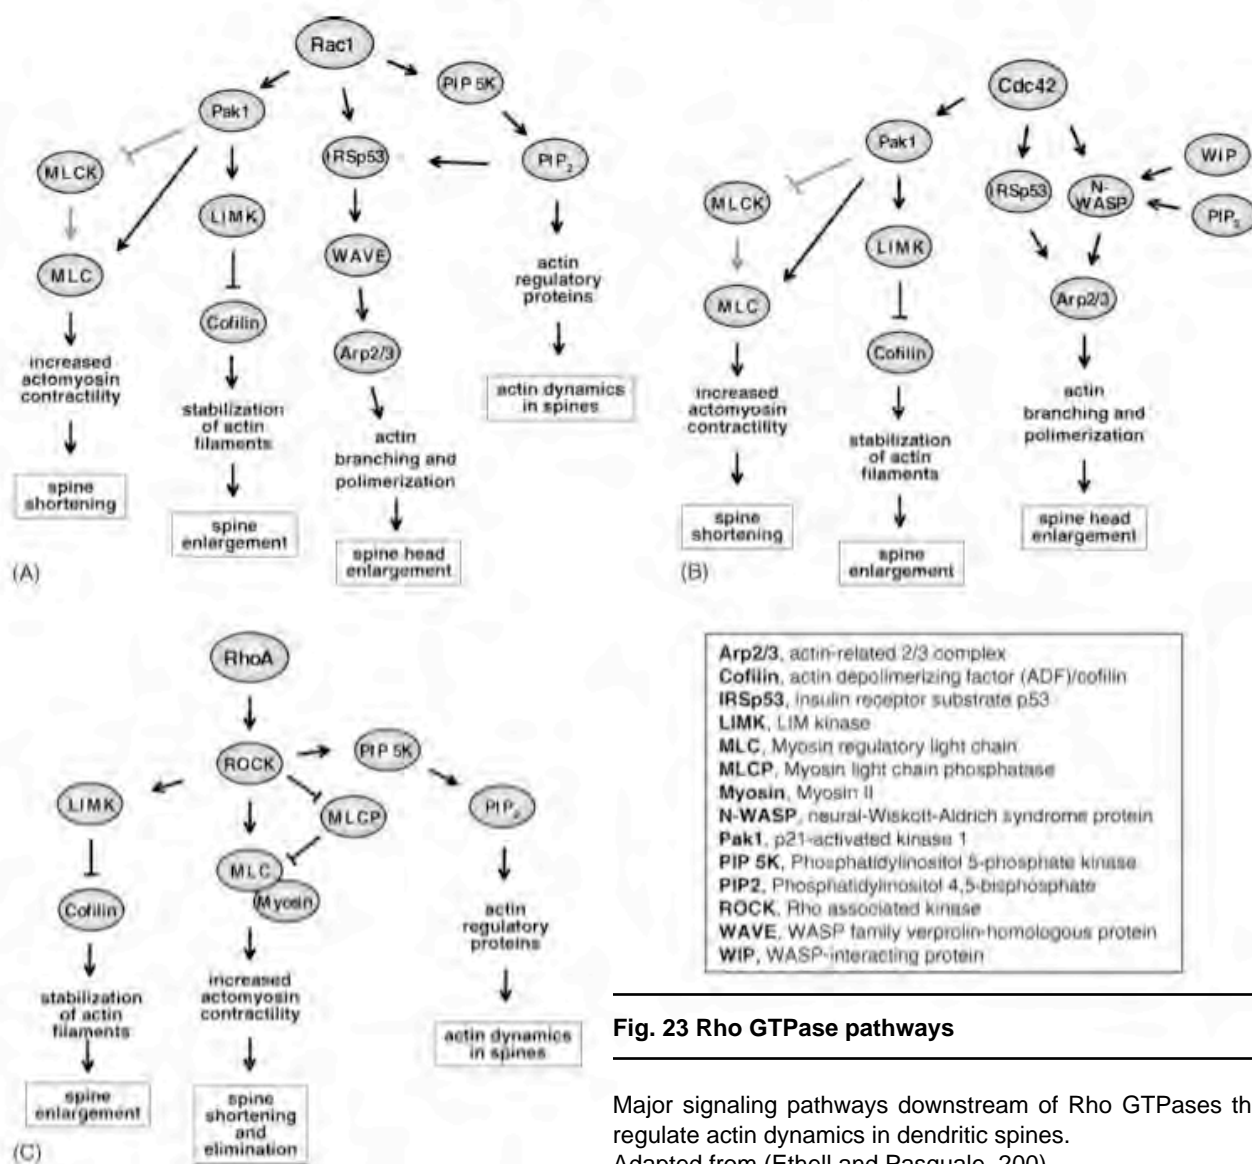 Rac1
PIP 5K
Pak1
MLCK
IRSp53
PIP2
LIMK
WAVE
MLC
actin
regulatory
proteins
Cofilin
Arp2/3
increased
actomyosin
contractility
actin dynamics
in spines
stabilization
of actin
filaments
actin
branching and
polimerization
spine
shortening
spine
enlargement
spine head
enlargement
(A)
Cdc42
Pak1
WIP
MLCK
IRSp53
N-
WASP
LIMK
MLC
Arp2/3
Cofilin
increased
actomyosin
contractility
actin
branching and
polimerization
stabilization
of actin
filaments
spine
shortening
spine head
enlargement
spine
enlargement
(B)
RhoA
ROCK
PIP 5K
LIMK
MLCP
MLC
Myosin
Cofilin
actin
regulatory
proteins
stabilization
of actin
filaments
increased
actomyosin
contractility
actin dynamics
in spines
spine
enlargement
spine
shortening
and
elimination
(C)
Arp2/3, actin-related 2/3 complex
Cofilin, actin depolimerizing factor (ADF)/cofilin
IRSp53, insulin receptor substrate p53
LIMK, LIM kinase
MLC, Myosin regulatory light chain
MLCP, Myosin light chain phosphatase
Myosin, Myosin II
N-WASP, neural-Wiskott-Aldrich syndrome protein
Pak1, p21-activated kinase 1
PIP 5K, Phosphatidylinositol 5-phosphate kinase
PIP2, Phosphatidylinositol 4,5-bisphosphate
ROCK, Rho associated kinase
WAVE, WASP family verprolin-homologous protein
WIP, WASP-interacting protein
Fig. 23 Rho GTPase pathways
Major signaling pathways downstream of Rho GTPases th
regulate actin dynamics in dendritic spines.
Adapted from (Ethell and Pasquale, 200)